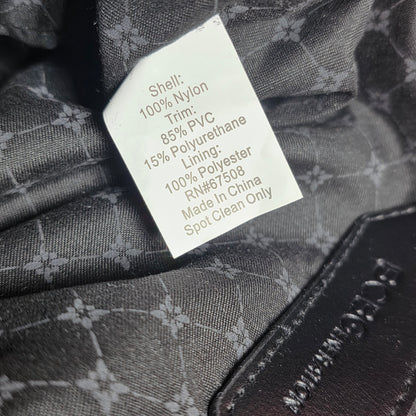 Shell:
100% Nylon
Trim:
85% PVC
15% Polyurethane
Lining:
100% Polyester
RN#67508
Made In China
Spot Clean Only
BCBGENERATION